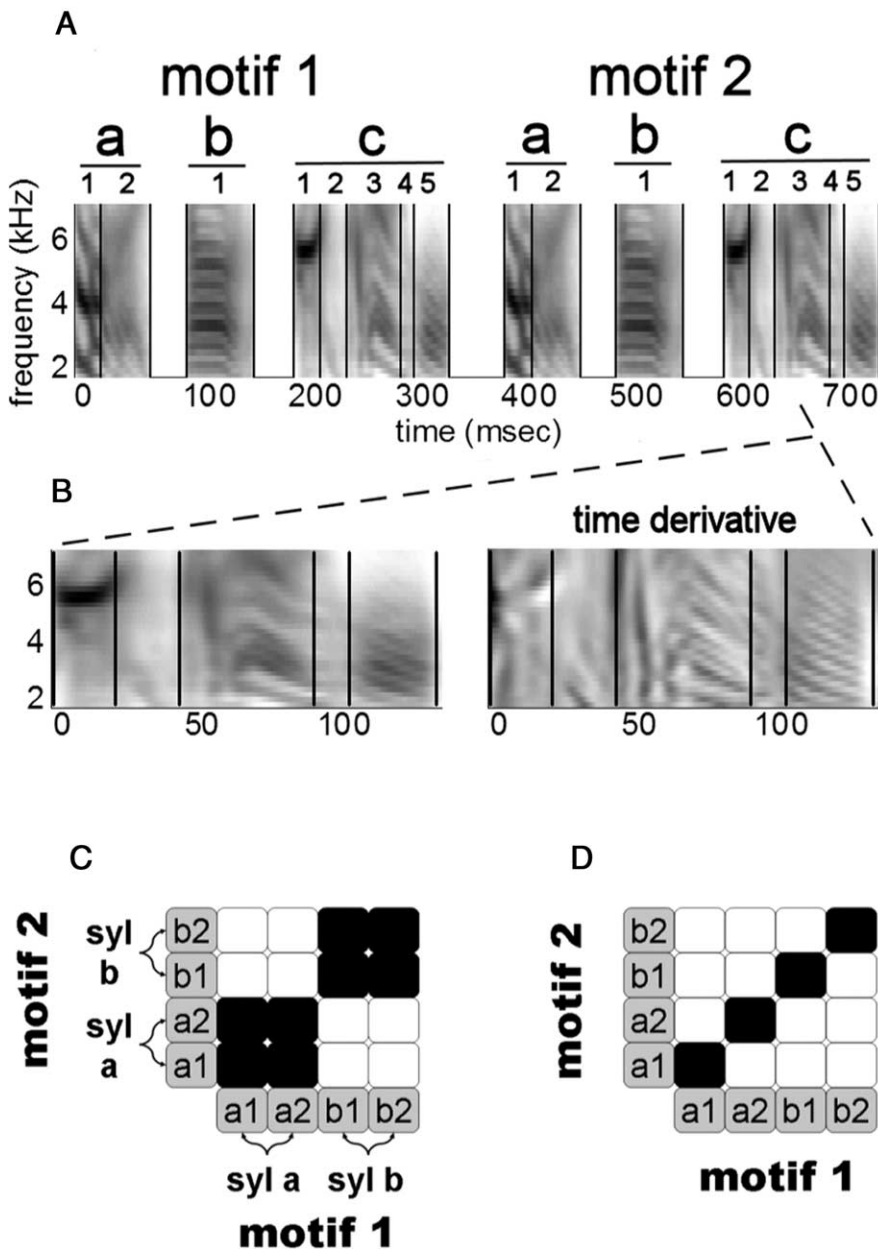 A
motif 1 motif 2
a b c a b c
1 2 1 1 2 3 4 5 1 2 1 1 2 3 4 5
frequency (kHz)
6
4
2
0 100 200 300 400 500 600 700
time (msec)
B
time derivative
6
4
2
0 50 100 0 50 100
C D
motif 2
syl b
syl a
b2
b1
a2
a1
a1 a2 b1 b2
syl a syl b
motif 1
motif 2
b2
b1
a2
a1
a1 a2 b1 b2
motif 1